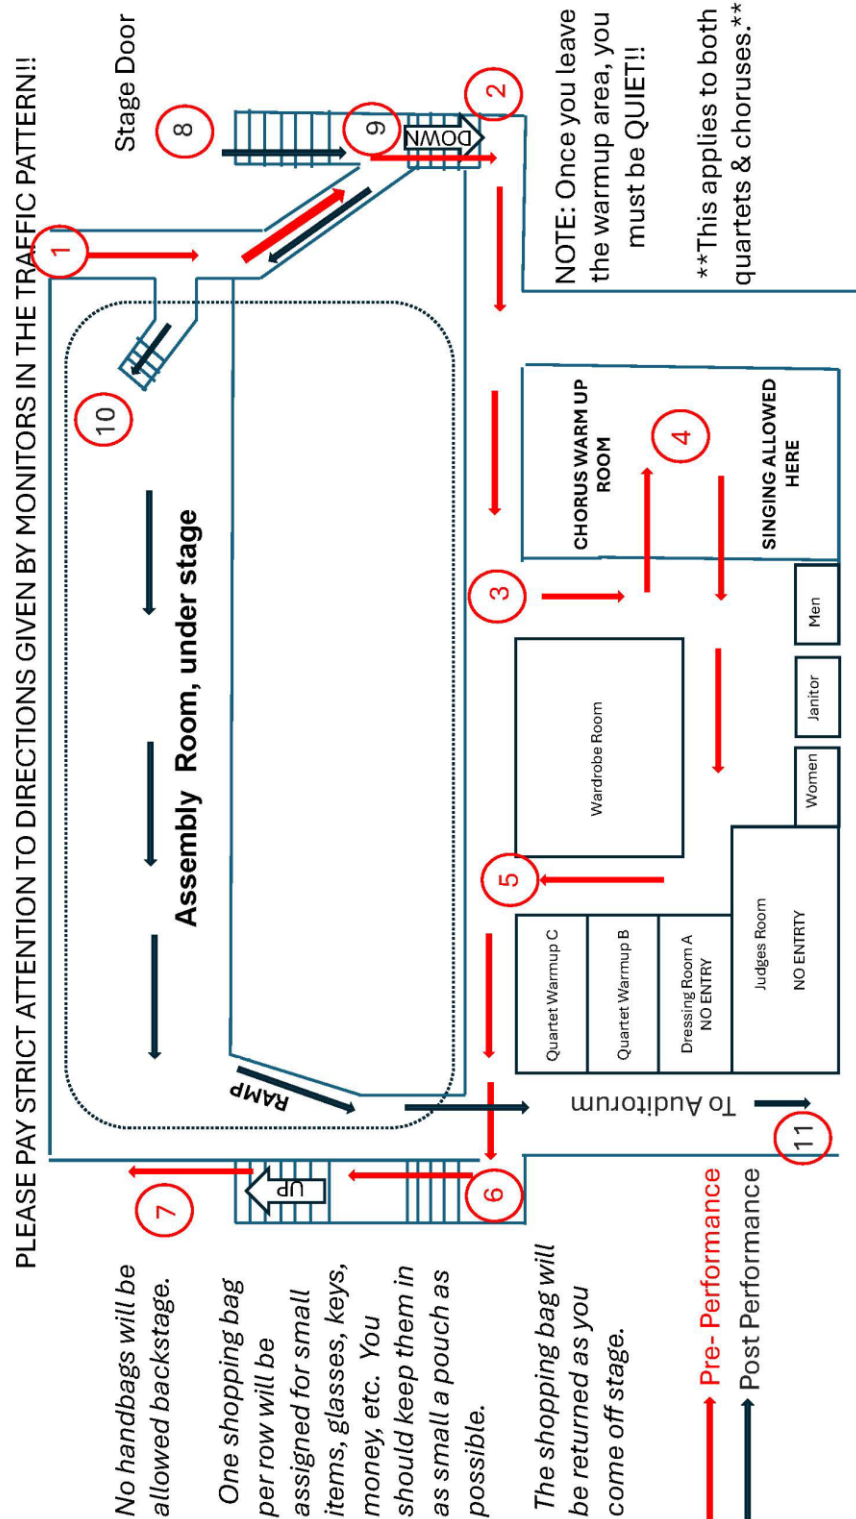 PLEASE PAY STRICT ATTENTION TO DIRECTIONS GIVEN BY MONITORS IN THE TRAFFIC PATTERN!!
No handbags will be
allowed backstage.
One shopping bag
per row will be
assigned for small
items, glasses, keys,
money, etc. You
should keep them in
as small a pouch as
possible.
The shopping bag will
be returned as you
come off stage.
Pre- Performance
Post Performance
7
UP
6
RAMP
To Auditorum
11
10
Assembly Room, under stage
1
Stage Door
8
9
DOWN
2
5
3
Quartet Warmup C
Quartet Warmup B
Dressing Room A
NO ENTRY
Judges Room
NO ENTRTY
Wardrobe Room
Women
Janitor
Men
CHORUS WARM UP
ROOM
4
SINGING ALLOWED
HERE
NOTE: Once you leave
the warmup area, you
must be QUIET!!
**This applies to both
quartets & choruses.**